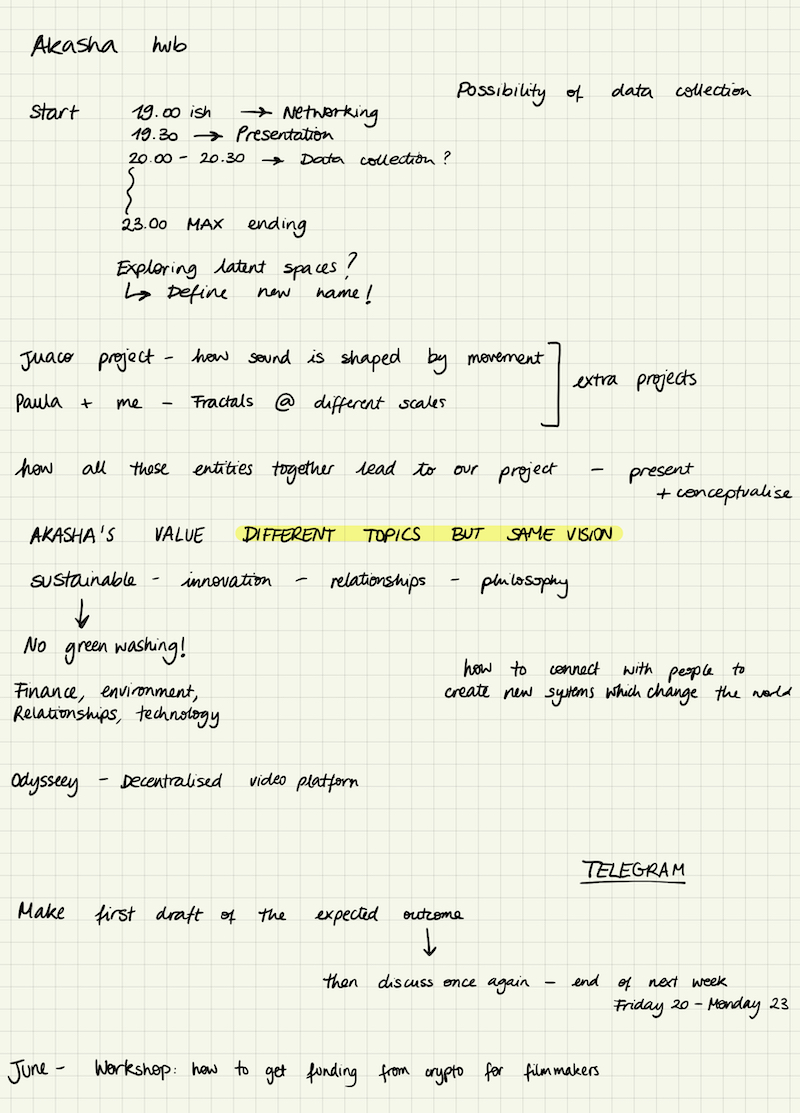 Akasha hub
Possibility of data collection
Start 19.00 ish → Networking
19.30 → Presentation
20.00 - 20.30 → Data collection?
23.00 MAX ending
Exploring latent spaces?
↳ Define new name!
Juaco project - how sound is shaped by movement
Paula + me - Fractals @ different scales
extra projects
how all these entities together lead to our project - present
+ conceptualise
AKASHA'S VALUE DIFFERENT TOPICS BUT SAME VISION
sustainable - innovation - relationships - philosophy
↓
No green washing!
Finance, environment,
Relationships, technology
how to connect with people to
create new systems which change the world
Odysseey - Decentralised video platform
TELEGRAM
Make first draft of the expected outcome
↓
then discuss once again - end of next week
Friday 20 - Monday 23
June - Workshop: how to get funding from crypto for filmmakers